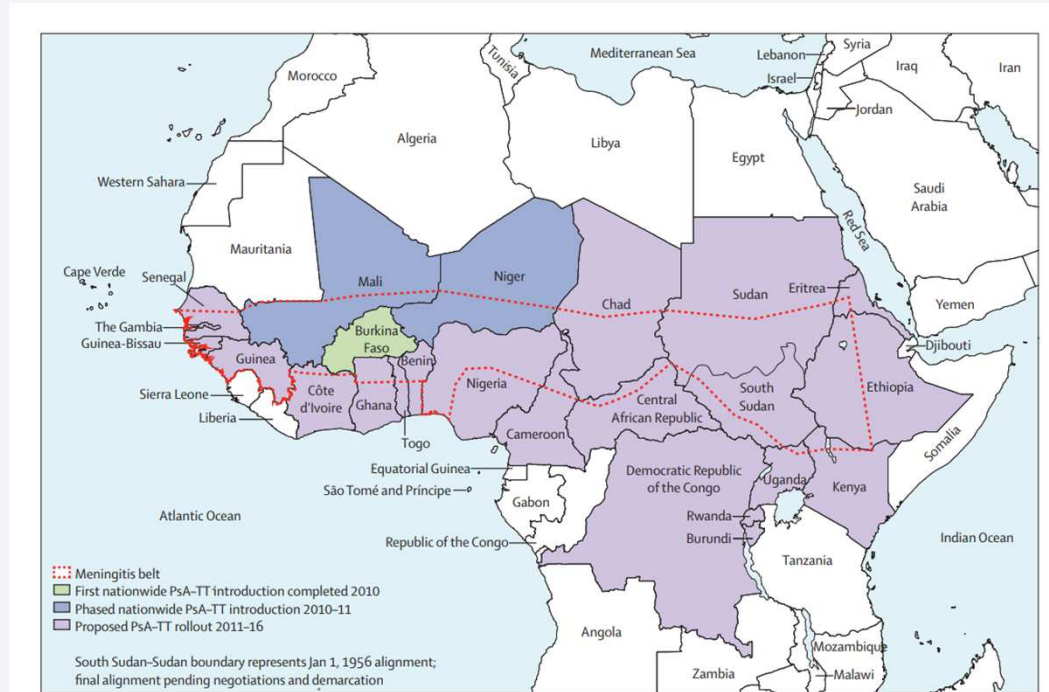 Morocco
Tunisia
Mediterranean Sea
Lebanon
Syria
Israel
Iraq
Iran
Jordan
Algeria
Libya
Egypt
Western Sahara
Saudi
Arabia
Red Sea
Mauritania
Cape Verde
Senegal
Mali
Niger
Chad
Sudan
Eritrea
Yemen
The Gambia
Guinea-Bissau
Burkina
Faso
Djibouti
Guinea
Benin
Nigeria
Ethiopia
Sierra Leone
Côte
d'Ivoire
Ghana
Central
African Republic
South
Sudan
Liberia
Togo
Cameroon
Somalia
Equatorial Guinea
Democratic Republic
of the Congo
Uganda
Kenya
São Tomé and Príncipe
Gabon
Rwanda
Atlantic Ocean
Republic of the Congo
Burundi
Indian Ocean
Tanzania
Meningitis belt
First nationwide PsA–TT introduction completed 2010
Phased nationwide PsA–TT introduction 2010–11
Proposed PsA–TT rollout 2011–16
Angola
Mozambique
Zambia
Malawi
South Sudan–Sudan boundary represents Jan 1, 1956 alignment;
final alignment pending negotiations and demarcation